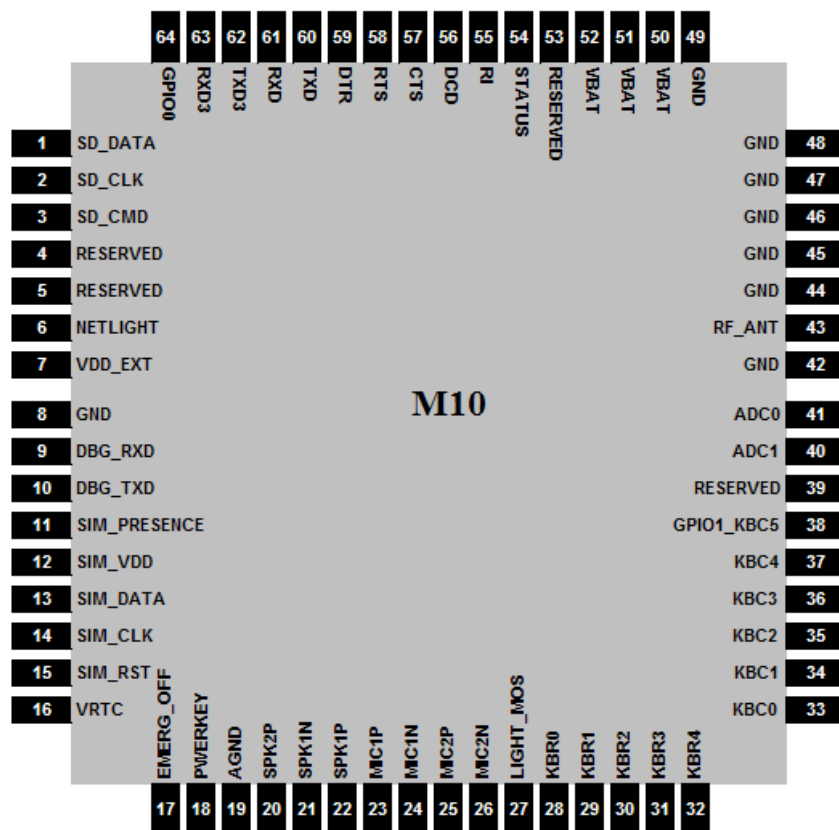 64 63 62 61 60 59 58 57 56 55 54 53 52 51 50 49
GPIO0 RXD3 TXD3 RXD TXD DTR RTS CTS DCD RI STATUS RESERVED VBAT VBAT VBAT GND
1 SD_DATA
2 SD_CLK
3 SD_CMD
4 RESERVED
5 RESERVED
6 NETLIGHT
7 VDD_EXT
8 GND
9 DBG_RXD
10 DBG_TXD
11 SIM_PRESENCE
12 SIM_VDD
13 SIM_DATA
14 SIM_CLK
15 SIM_RST
16 VRTC
M10
GND 48
GND 47
GND 46
GND 45
GND 44
RF_ANT 43
GND 42
ADC0 41
ADC1 40
RESERVED 39
GPIO1_KBC5 38
KBC4 37
KBC3 36
KBC2 35
KBC1 34
KBC0 33
EMERG_OFF PWERKEY AGND SPK2P SPK1N SPK1P MIC1P MIC1N MIC2P MIC2N LIGHT_MOS KBR0 KBR1 KBR2 KBR3 KBR4
17 18 19 20 21 22 23 24 25 26 27 28 29 30 31 32